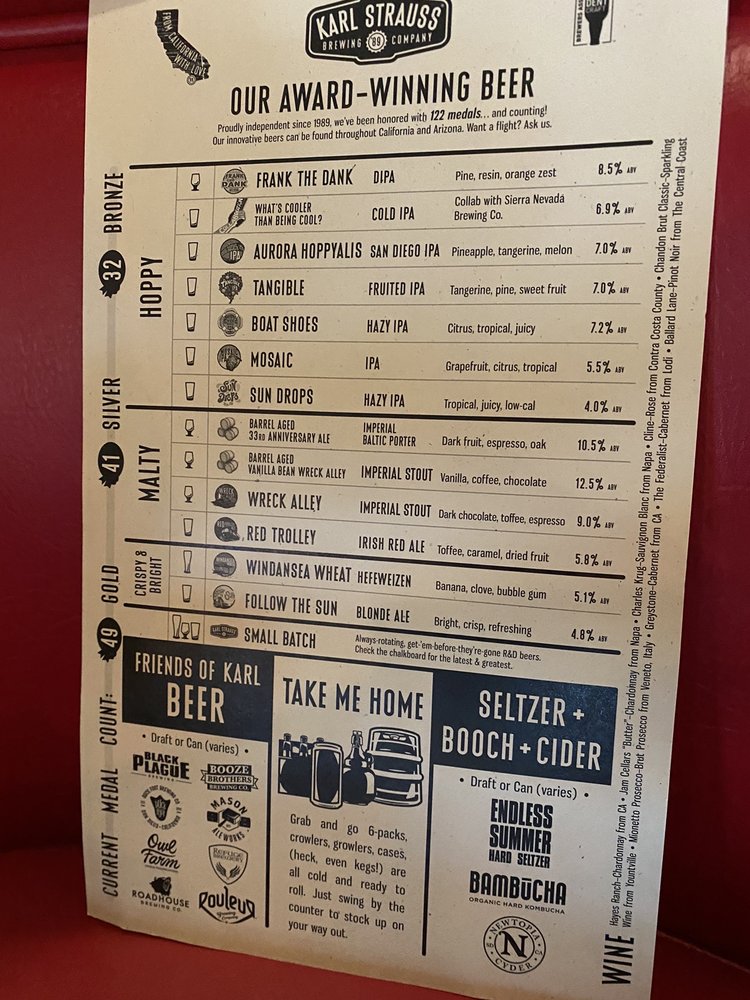 FROM CALIFORNIA
WITH LOVE
KARL STRAUSS
BREWING 89 COMPANY
OUR AWARD-WINNING BEER
Proudly independent since 1989, we've been honored with 122 medals... and counting!
Our innovative beers can be found throughout California and Arizona. Want a flight? Ask us.
CURRENT MEDAL COUNT: 49 GOLD 41 SILVER 32 BRONZE
HOPPY
FRANK THE DANK DIPA Pine, resin, orange zest 8.5% ABV
WHAT'S COOLER
THAN BEING COOL? COLD IPA Collab with Sierra Nevada
Brewing Co. 6.9% ABV
AURORA HOPPYALIS SAN DIEGO IPA Pineapple, tangerine, melon 7.0% ABV
TANGIBLE FRUITED IPA Tangerine, pine, sweet fruit 7.0% ABV
BOAT SHOES HAZY IPA Citrus, tropical, juicy 7.2% ABV
MOSAIC IPA Grapefruit, citrus, tropical 5.5% ABV
SUN DROPS HAZY IPA Tropical, juicy, low-cal 4.0% ABV
MALTY
BARREL AGED
33RD ANNIVERSARY ALE IMPERIAL
BALTIC PORTER Dark fruit, espresso, oak 10.5% ABV
BARREL AGED
VANILLA BEAN WRECK ALLEY IMPERIAL STOUT Vanilla, coffee, chocolate 12.5% ABV
WRECK ALLEY IMPERIAL STOUT Dark chocolate, toffee, espresso 9.0% ABV
RED TROLLEY IRISH RED ALE Toffee, caramel, dried fruit 5.8% ABV
CRISPY &
BRIGHT
WINDANSEA WHEAT HEFEWEIZEN Banana, clove, bubble gum 5.1% ABV
FOLLOW THE SUN BLONDE ALE Bright, crisp, refreshing 4.8% ABV
SMALL BATCH Always-rotating, get-'em-before-they're-gone R&D beers.
Check the chalkboard for the latest & greatest.
FRIENDS OF KARL
BEER
• Draft or Can (varies) •
BLACK
PLAGUE
BREWING
BOOZE
BROTHERS
BREWING CO.
MASON
ALE WORKS
Owl
Farm
REFUGE
ROADHOUSE
BREWING CO.
Rouleur
TAKE ME HOME
Grab and go 6-packs,
crowlers, growlers, cases,
(heck, even kegs!) are
all cold and ready to
roll. Just swing by the
counter to stock up on
your way out.
SELTZER +
BOOCH + CIDER
• Draft or Can (varies) •
ENDLESS
SUMMER
HARD SELTZER
BAMBŪCHA
ORGANIC HARD KOMBUCHA
NEWTOPIA
N
CYDER
WINE
Hayes Ranch-Chardonnay from CA • Jam Cellars "Butter"-Chardonnay from Napa • Charles Krug-Sauvignon Blanc from Napa • Cline-Rose from Contra Costa County • Chandon Brut Classic-Sparkling
Wine from Yountville • Mionetto Prosecco-Brut Prosecco from Veneto, Italy • Greystone-Cabernet from CA • The Federalist-Cabernet from Lodi • Ballard Lane-Pinot Noir from The Central Coast